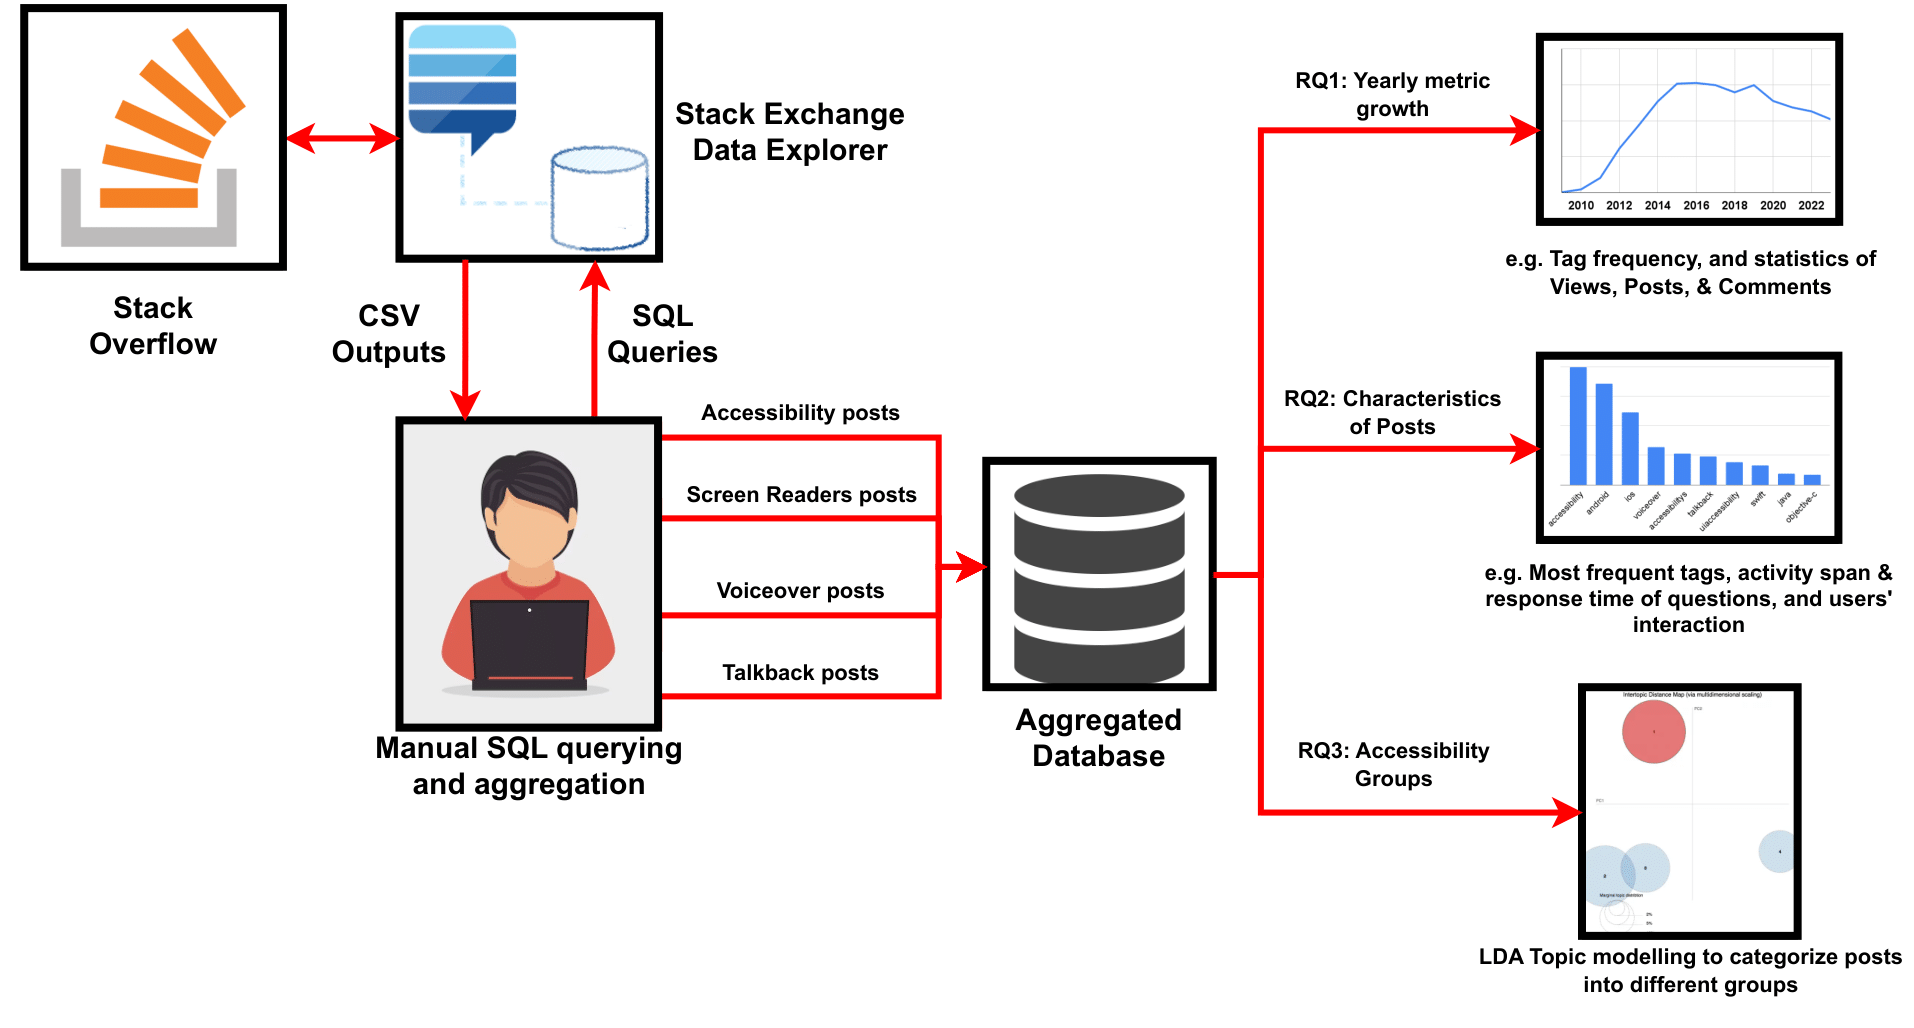 Stack
Overflow
Stack Exchange
Data Explorer
CSV
Outputs
SQL
Queries
Manual SQL querying
and aggregation
Accessibility posts
Screen Readers posts
Voiceover posts
Talkback posts
Aggregated
Database
RQ1: Yearly metric
growth
2010 2012 2014 2016 2018 2020 2022
e.g. Tag frequency, and statistics of
Views, Posts, & Comments
RQ2: Characteristics
of Posts
accessibility
android
ios
voiceover
accessibilitys
talkback
uiaccessibility
swift
java
objective-c
e.g. Most frequent tags, activity span &
response time of questions, and users'
interaction
RQ3: Accessibility
Groups
Intertopic Distance Map (via multidimensional scaling)
PC2
1
PC1
4
Marginal topic distribution
2%
5%
LDA Topic modelling to categorize posts
into different groups